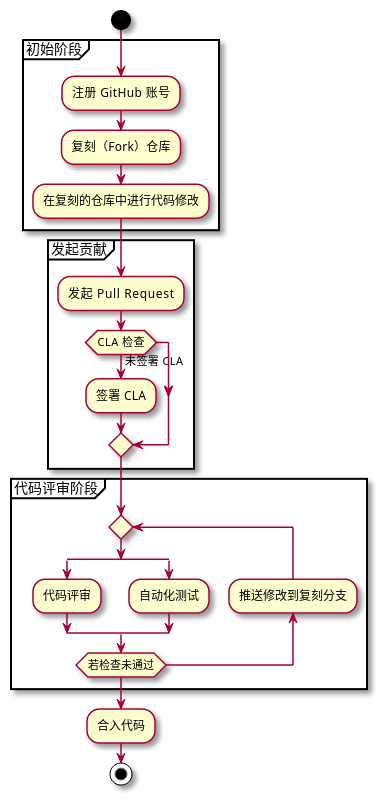 初始阶段
注册 GitHub 账号
复刻（Fork）仓库
在复刻的仓库中进行代码修改
发起贡献
发起 Pull Request
CLA 检查
未签署 CLA
签署 CLA
代码评审阶段
代码评审
自动化测试
推送修改到复刻分支
若检查未通过
合入代码